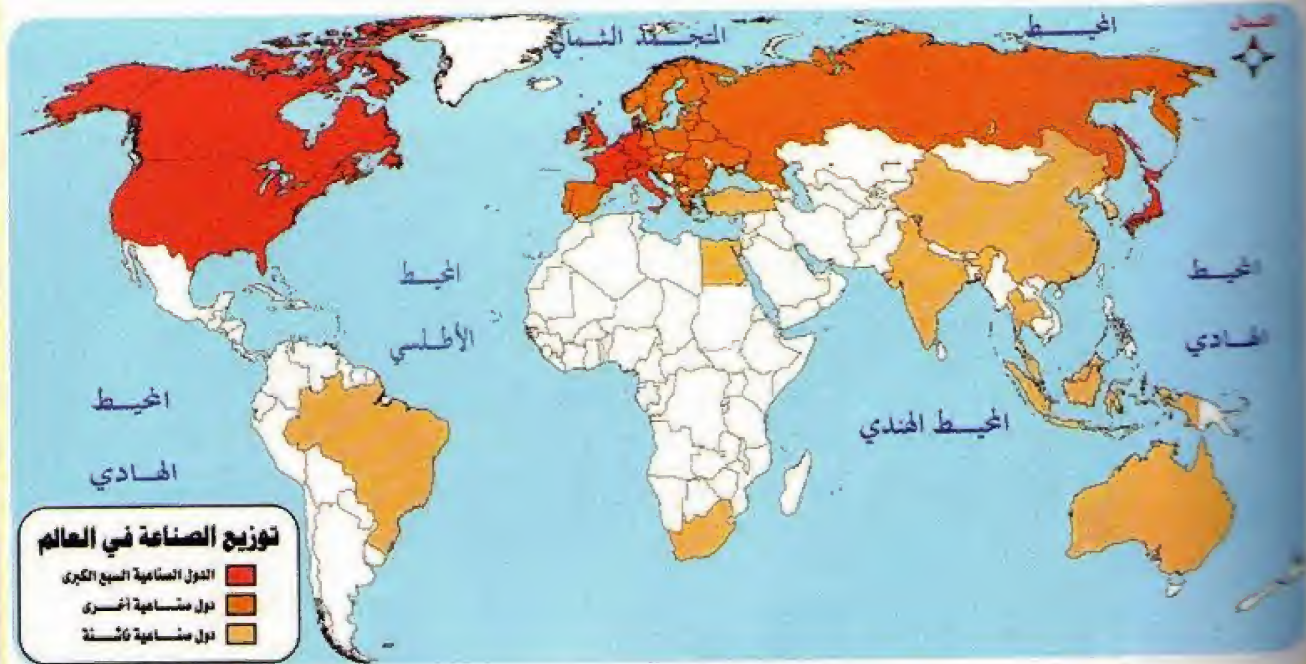 المحيط
المتجمد الشمالي
الشمال
المحيط
الأطلسي
المحيط
الهادي
المحيط
الهادي
المحيط الهندي
توزيع الصناعة في العالم
الدول الصناعية السبع الكبرى
دول صناعية أخرى
دول صناعية ناشئة